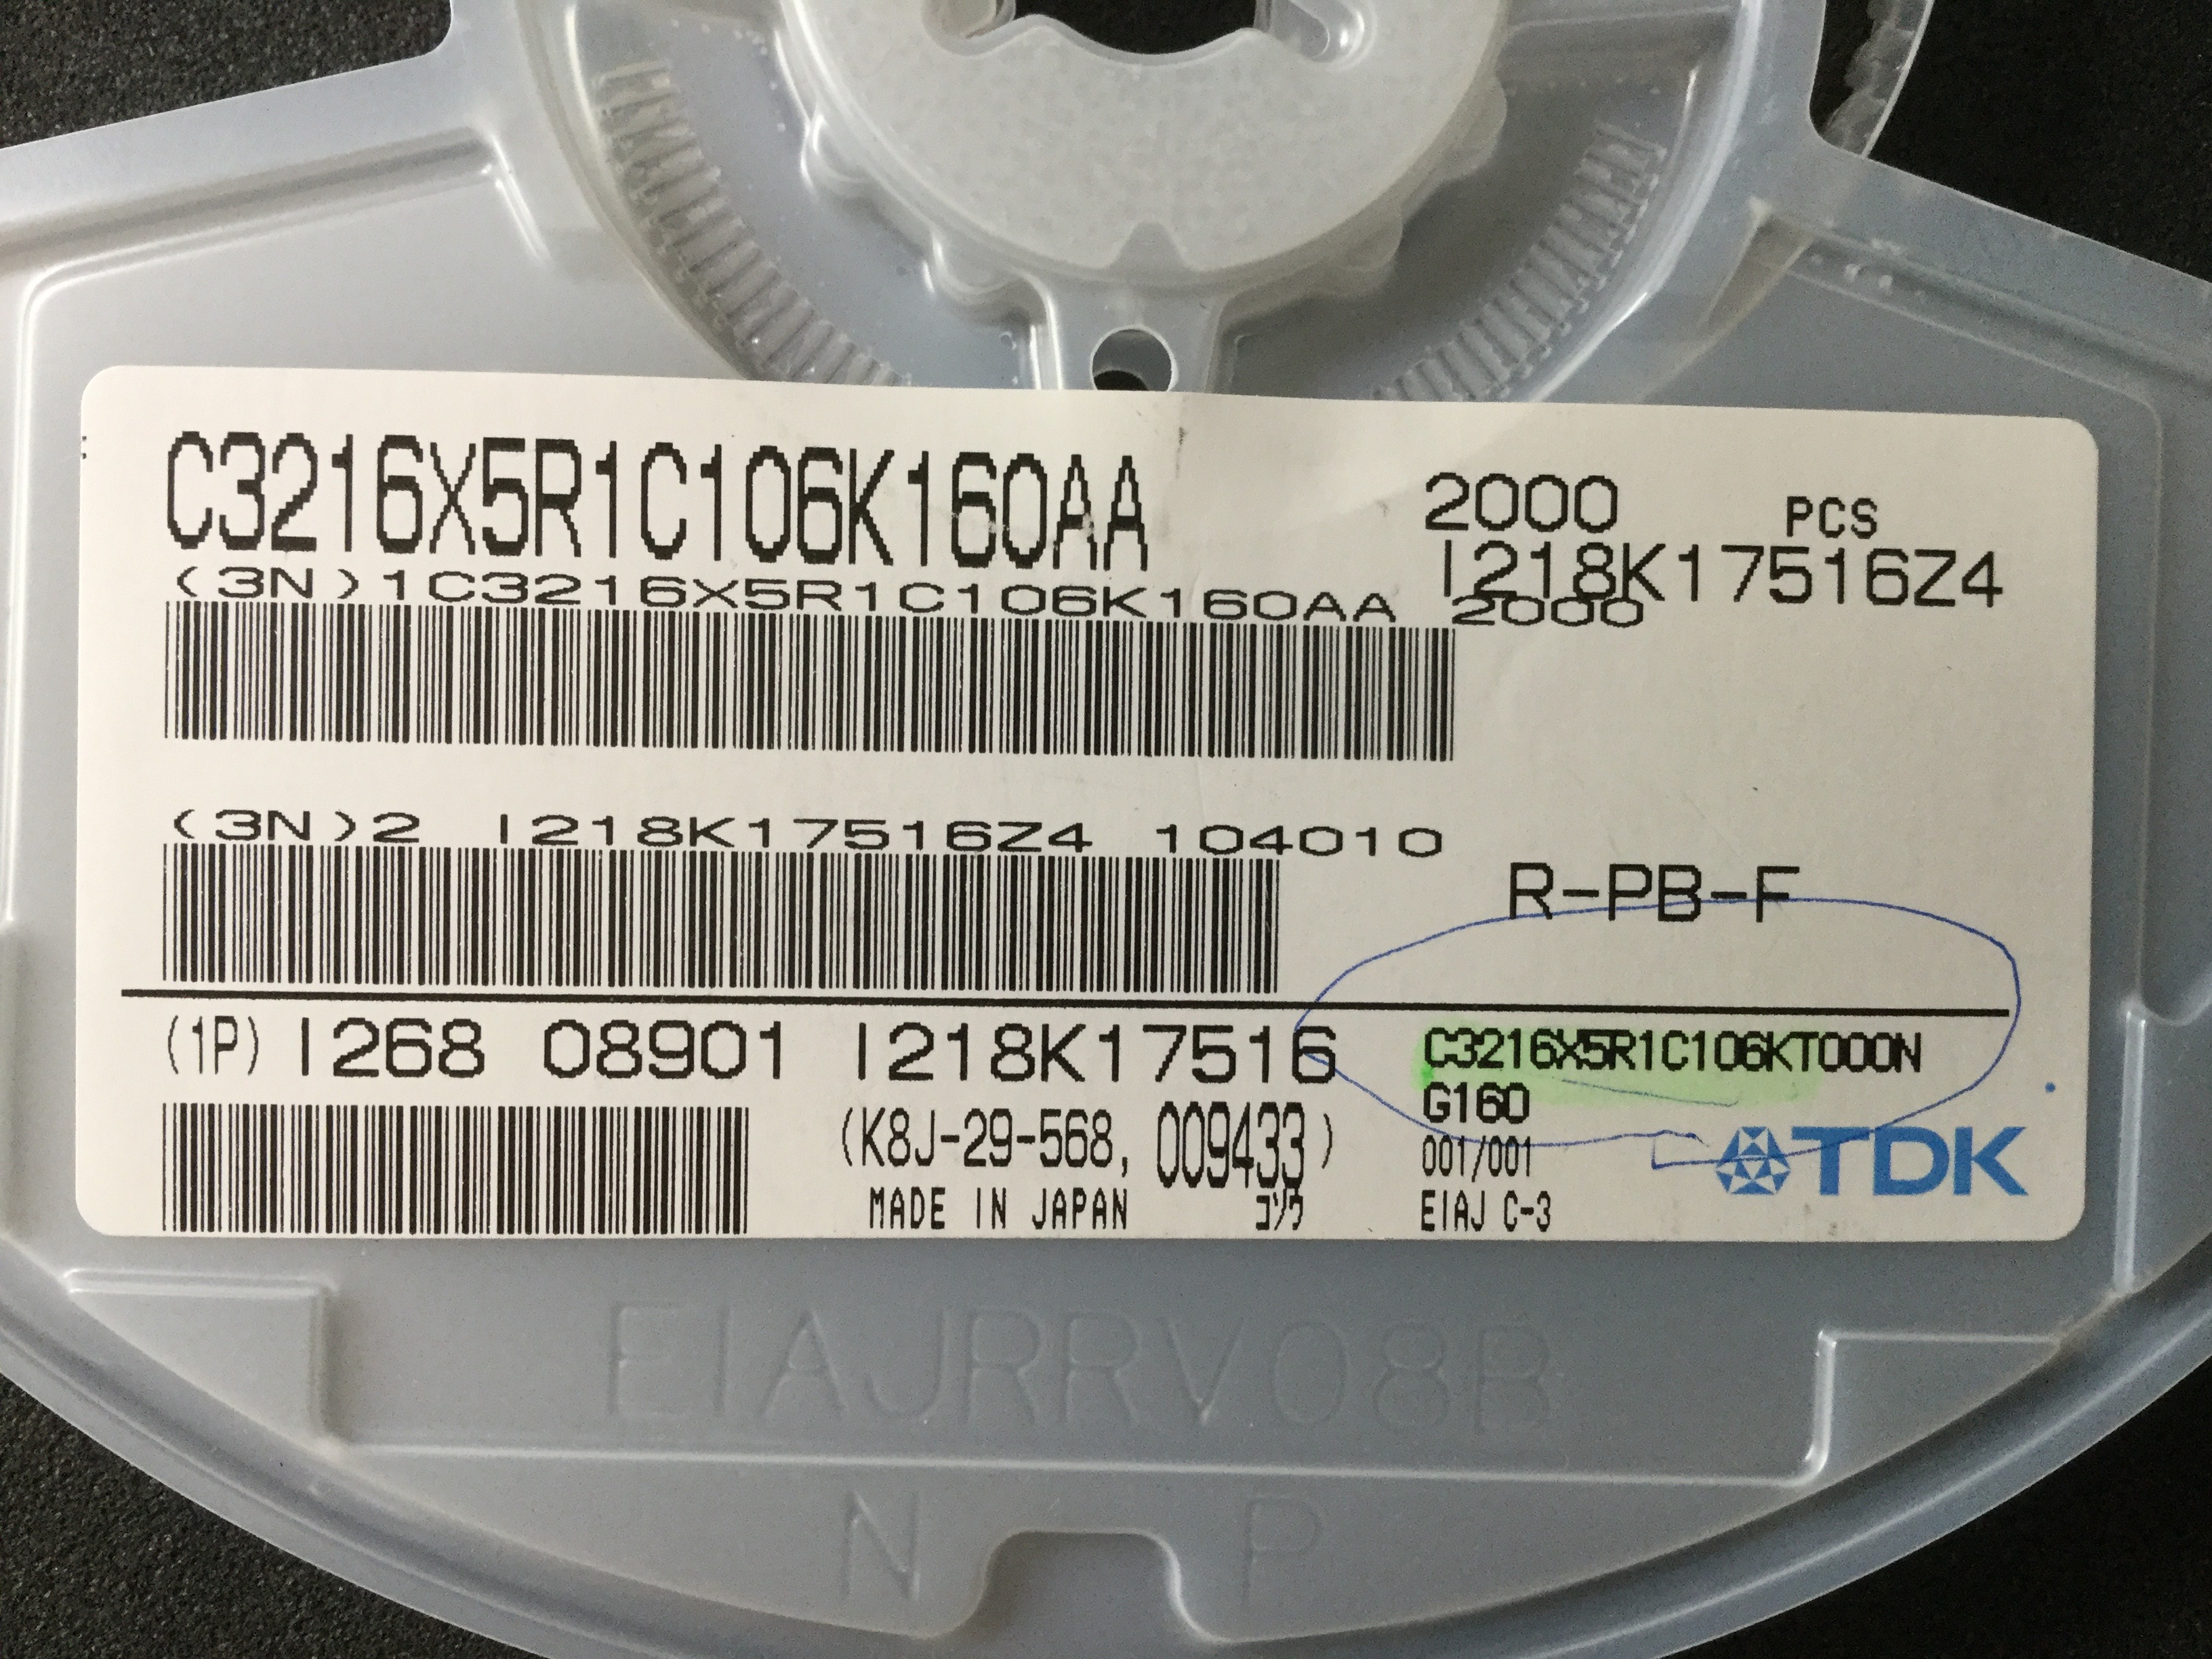 C3216X5R1C106K160AA
2000 PCS
I218K17516Z4
(3N)1C3216X5R1C106K160AA 2000
(3N)2 I218K17516Z4 104010
R-PB-F
(1P) I268 08901 I218K17516
C3216X5R1C106KT000N
G160
(K8J-29-568, 009433)
001/001
TDK
MADE IN JAPAN コソウ
EIAJ C-3
EIAJRRV08B
N P